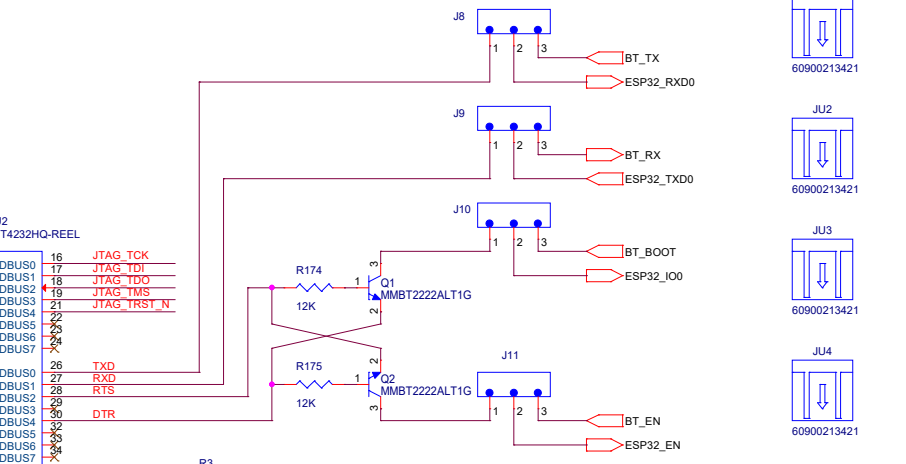 J8
1 2 3
BT_TX
ESP32_RXD0
60900213421
J9
1 2 3
BT_RX
ESP32_TXD0
JU2
60900213421
J10
1 2 3
BT_BOOT
ESP32_IO0
JU3
60900213421
J2
T4232HQ-REEL
DBUS0 16 JTAG_TCK
DBUS1 17 JTAG_TDI
DBUS2 18 JTAG_TDO
DBUS3 19 JTAG_TMS
DBUS4 21 JTAG_TRST_N
DBUS5 22
DBUS6 23
DBUS7 24
DBUS0 26 TXD
DBUS1 27 RXD
DBUS2 28 RTS
DBUS3 29
DBUS4 30 DTR
DBUS5 32
DBUS6 33
DBUS7 34
R174
12K
1 3 2
Q1
MMBT2222ALT1G
R175
12K
1 2 3
Q2
MMBT2222ALT1G
J11
1 2 3
BT_EN
ESP32_EN
JU4
60900213421
R3